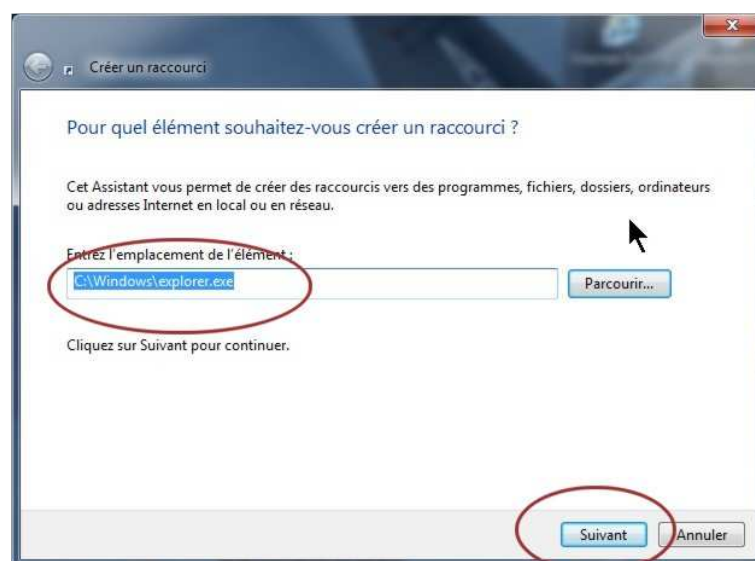 Créer un raccourci
Pour quel élément souhaitez-vous créer un raccourci ?
Cet Assistant vous permet de créer des raccourcis vers des programmes, fichiers, dossiers, ordinateurs
ou adresses Internet en local ou en réseau.
Entrez l'emplacement de l'élément :
C:\Windows\explorer.exe
Parcourir...
Cliquez sur Suivant pour continuer.
Suivant
Annuler